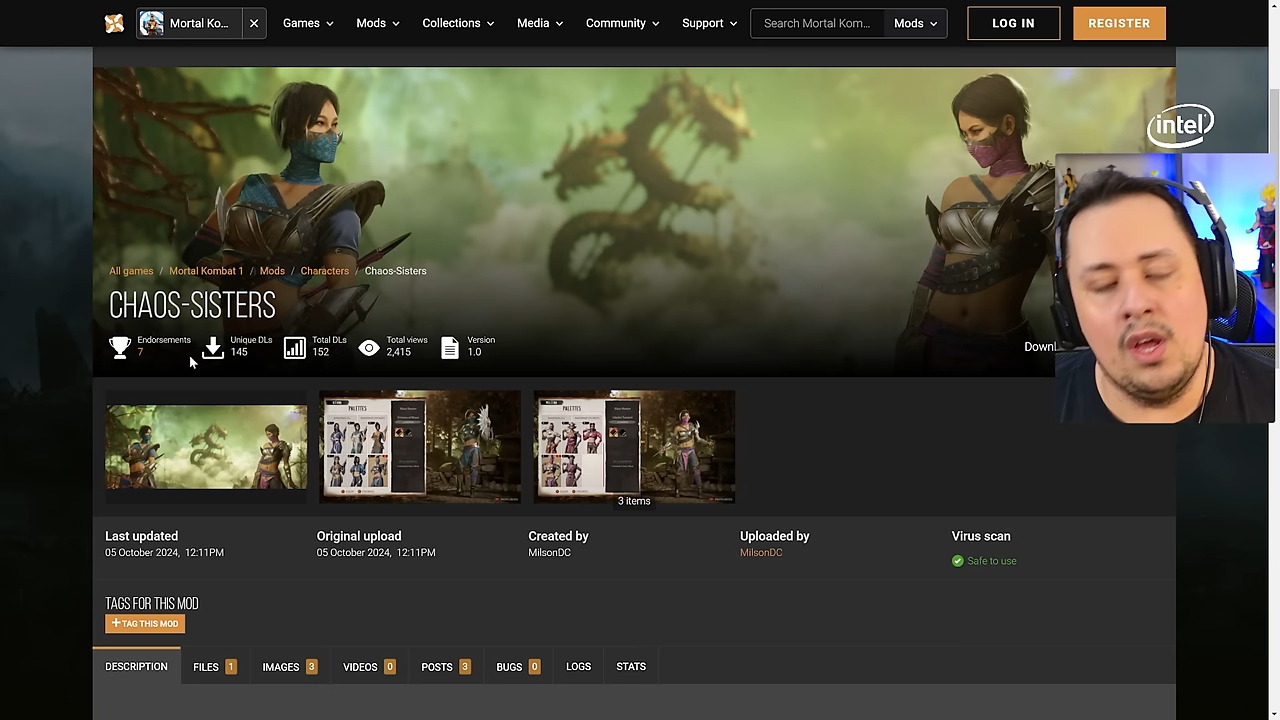 Mortal Ko...
Games
Mods
Collections
Media
Community
Support
Search Mortal Kom...
Mods
LOG IN
REGISTER
intel
All games / Mortal Kombat 1 / Mods / Characters / Chaos-Sisters
CHAOS-SISTERS
Endorsements
7
Unique DLs
145
Total DLs
152
Total views
2,415
Version
1.0
Downl
PALETTES
PALETTES
3 items
Last updated
05 October 2024, 12:11PM
Original upload
05 October 2024, 12:11PM
Created by
MilsonDC
Uploaded by
MilsonDC
Virus scan
Safe to use
TAGS FOR THIS MOD
+ TAG THIS MOD
DESCRIPTION
FILES 1
IMAGES 3
VIDEOS 0
POSTS 3
BUGS 0
LOGS
STATS